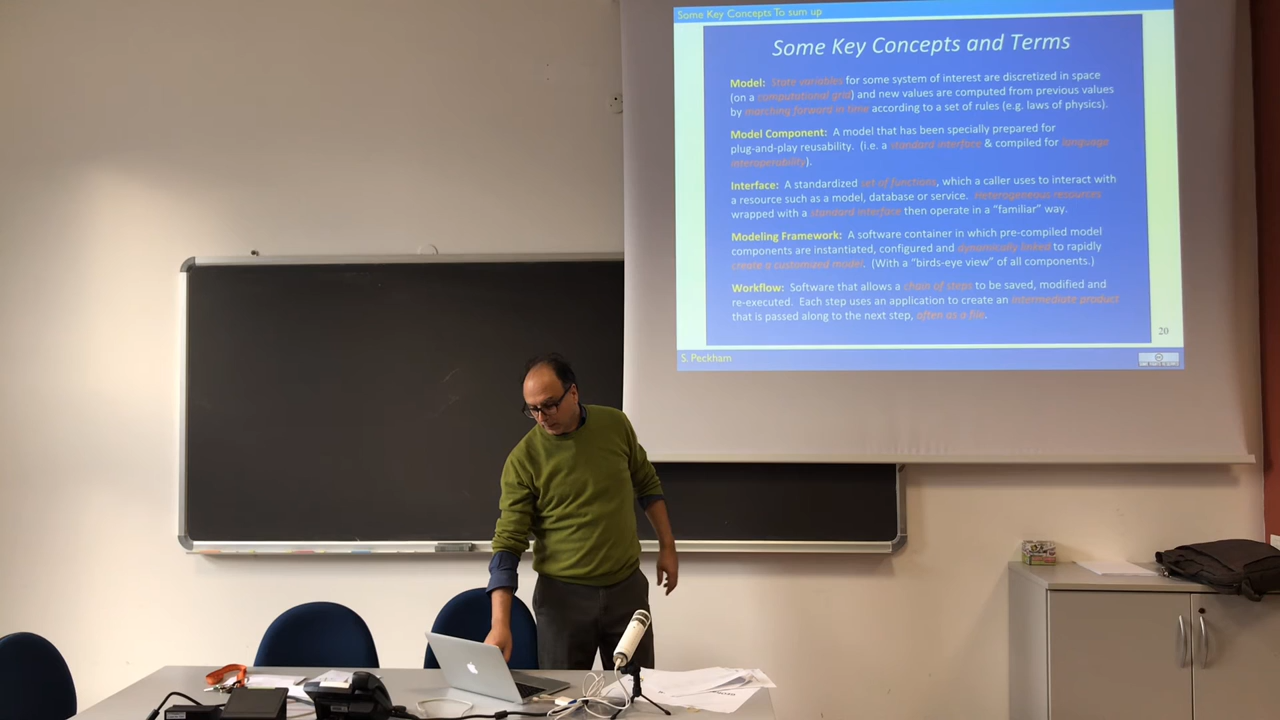 Some Key Concepts To sum up
Some Key Concepts and Terms
Model: State variables for some system of interest are discretized in space
(on a computational grid) and new values are computed from previous values
by marching forward in time according to a set of rules (e.g. laws of physics).
Model Component: A model that has been specially prepared for
plug-and-play reusability. (i.e. a standard interface & compiled for language
interoperability).
Interface: A standardized set of functions, which a caller uses to interact with
a resource such as a model, database or service. Heterogeneous resources
wrapped with a standard interface then operate in a “familiar” way.
Modeling Framework: A software container in which pre-compiled model
components are instantiated, configured and dynamically linked to rapidly
create a customized model. (With a “birds-eye view” of all components.)
Workflow: Software that allows a chain of steps to be saved, modified and
re-executed. Each step uses an application to create an intermediate product
that is passed along to the next step, often as a file.
20
S. Peckham